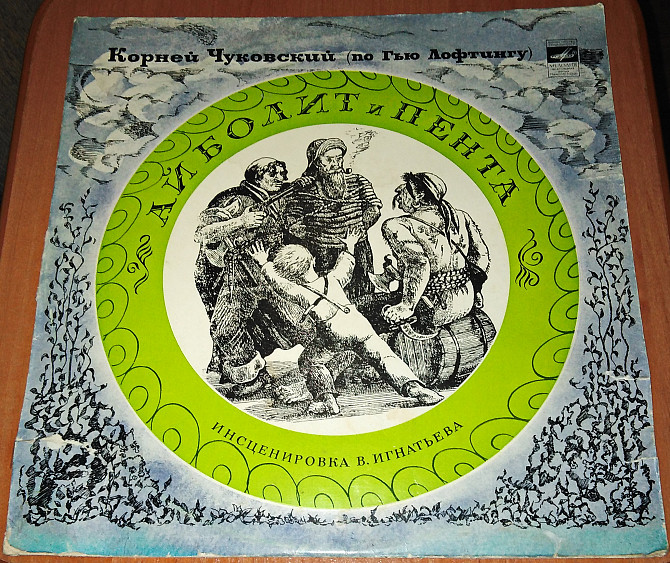 Корней Чуковский (по Гью Лофтингу)
АЙБОЛИТ и ПЕНТА
ИНСЦЕНИРОВКА В. ИГНАТЬЕВА